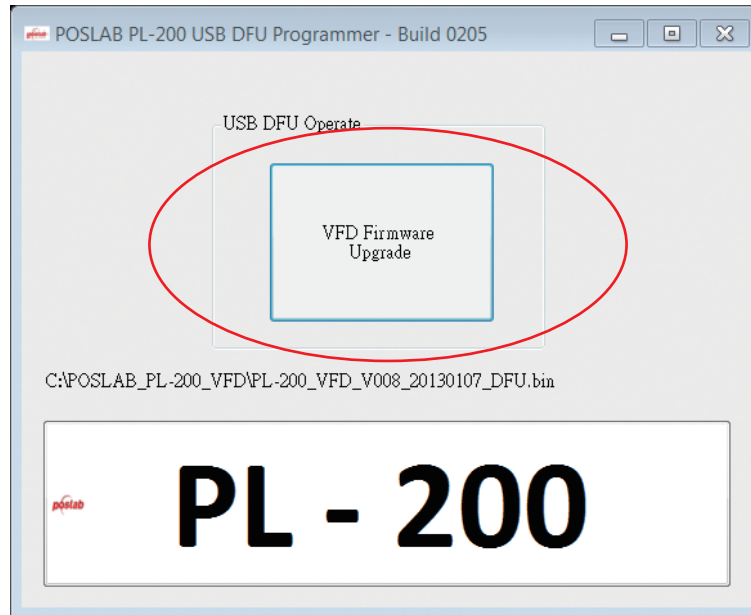 POSLAB PL-200 USB DFU Programmer - Build 0205
USB DFU Operate
VFD Firmware
Upgrade
C:\POSLAB_PL-200_VFD\PL-200_VFD_V008_20130107_DFU.bin
poslab
PL - 200